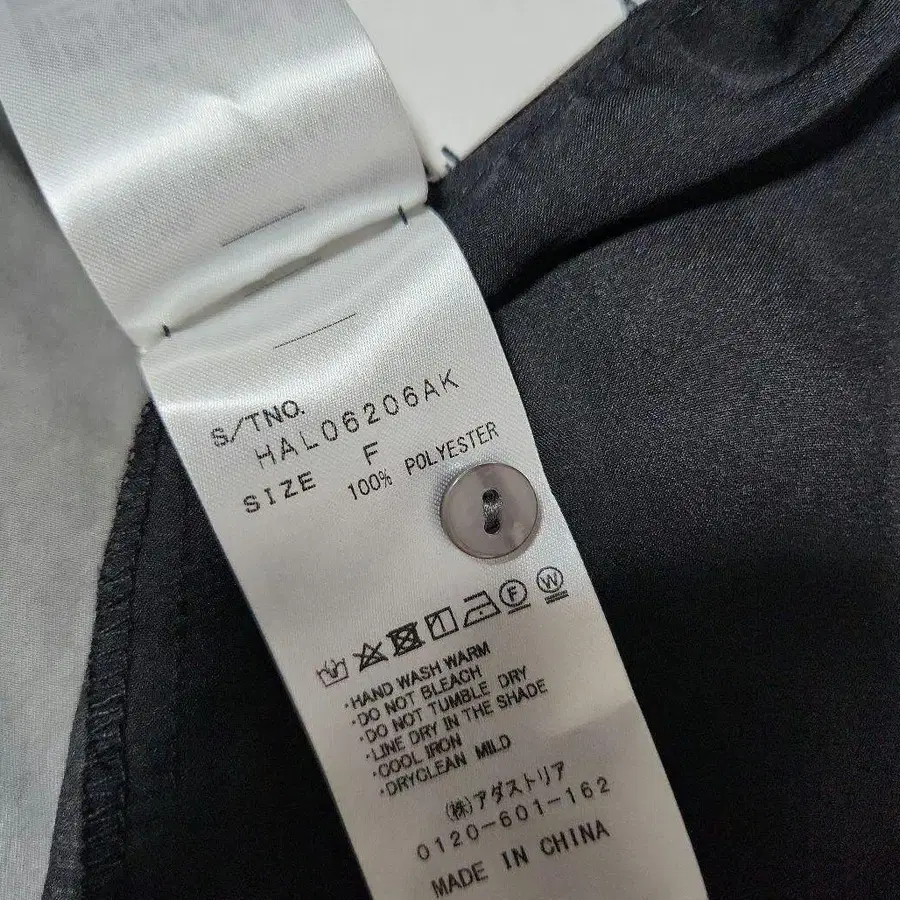 S/TNO.
HAL06206AK
SIZE F
100% POLYESTER
F W
・HAND WASH WARM
・DO NOT BLEACH
・DO NOT TUMBLE DRY
・LINE DRY IN THE SHADE
・COOL IRON
・DRYCLEAN MILD
(株)アダストリア
0120-601-162
MADE IN CHINA